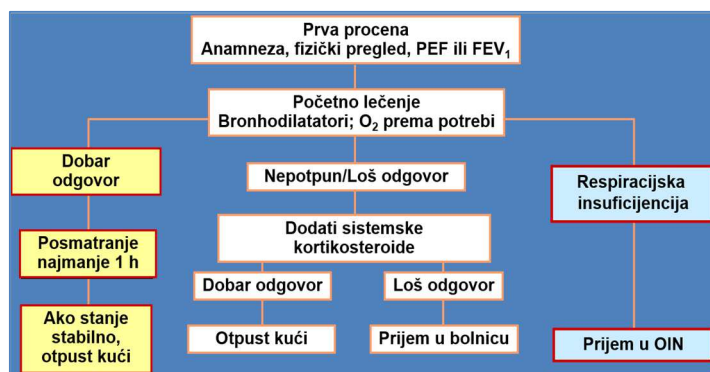 Prva procena
Anamneza, fizički pregled, PEF ili FEV₁
Početno lečenje
Bronhodilatatori; O₂ prema potrebi
Dobar
odgovor
Nepotpun/Loš odgovor
Respiracijska
insuficijencija
Posmatranje
najmanje 1 h
Dodati sistemske
kortikosteroide
Dobar odgovor
Loš odgovor
Ako stanje
stabilno,
otpust kući
Otpust kući
Prijem u bolnicu
Prijem u OIN